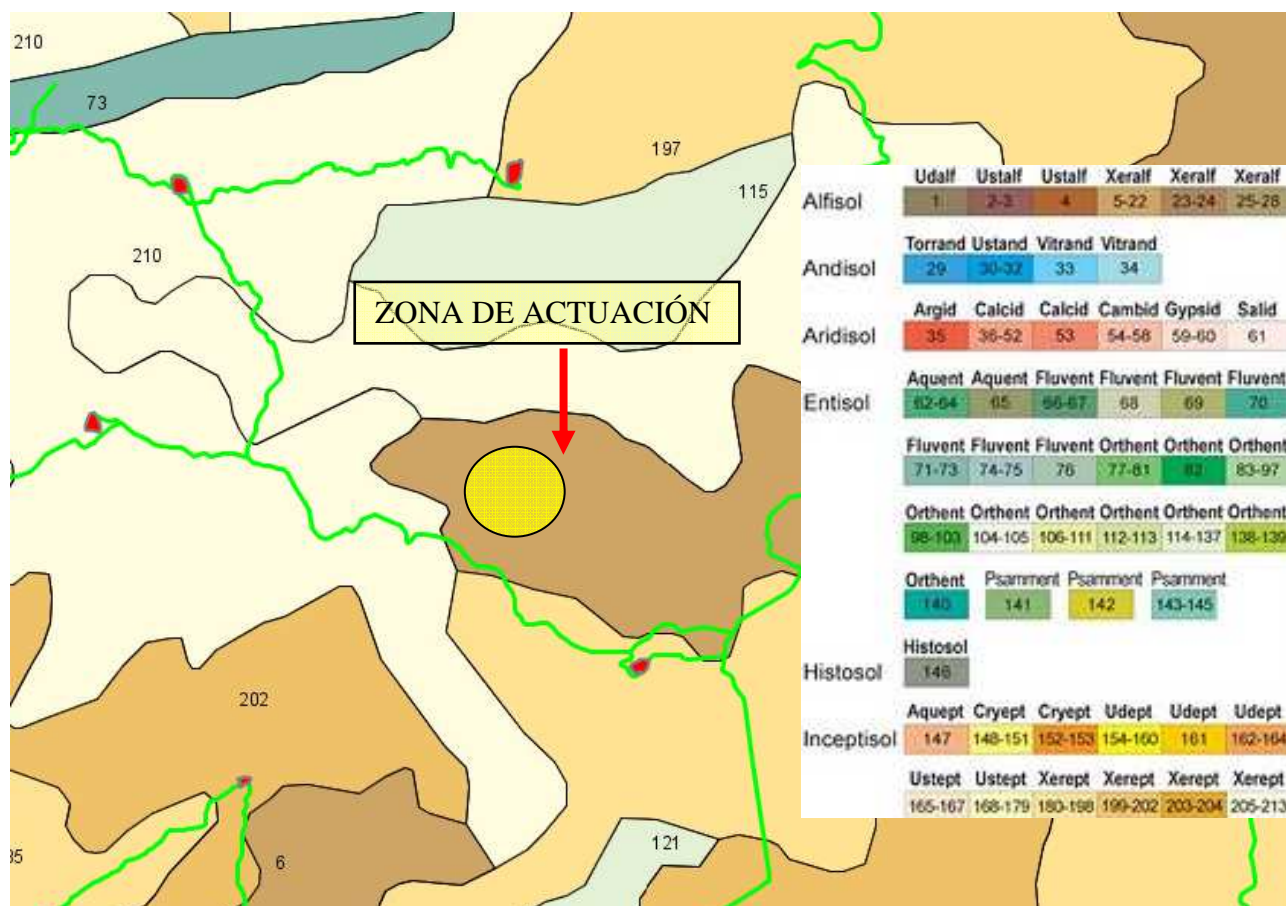 210
73
197
115
210
ZONA DE ACTUACIÓN
202
6
121
35
Udalf Ustalf Ustalf Xeralf Xeralf Xeralf
Alfisol 1 2-3 4 5-22 23-24 25-28
Torrand Ustand Vitrand Vitrand
Andisol 29 30-32 33 34
Argid Calcid Calcid Cambid Gypsid Salid
Aridisol 35 36-52 53 54-58 59-60 61
Aquent Aquent Fluvent Fluvent Fluvent Fluvent
Entisol 62-64 65 66-67 68 69 70
Fluvent Fluvent Fluvent Orthent Orthent Orthent
71-73 74-75 76 77-81 82 83-97
Orthent Orthent Orthent Orthent Orthent Orthent
98-103 104-105 106-111 112-113 114-137 138-139
Orthent Psamment Psamment Psamment
140 141 142 143-145
Histosol
Histosol 146
Aquept Cryept Cryept Udept Udept Udept
Inceptisol 147 148-151 152-153 154-160 161 162-164
Ustept Ustept Xerept Xerept Xerept Xerept
165-167 168-179 180-198 199-202 203-204 205-213